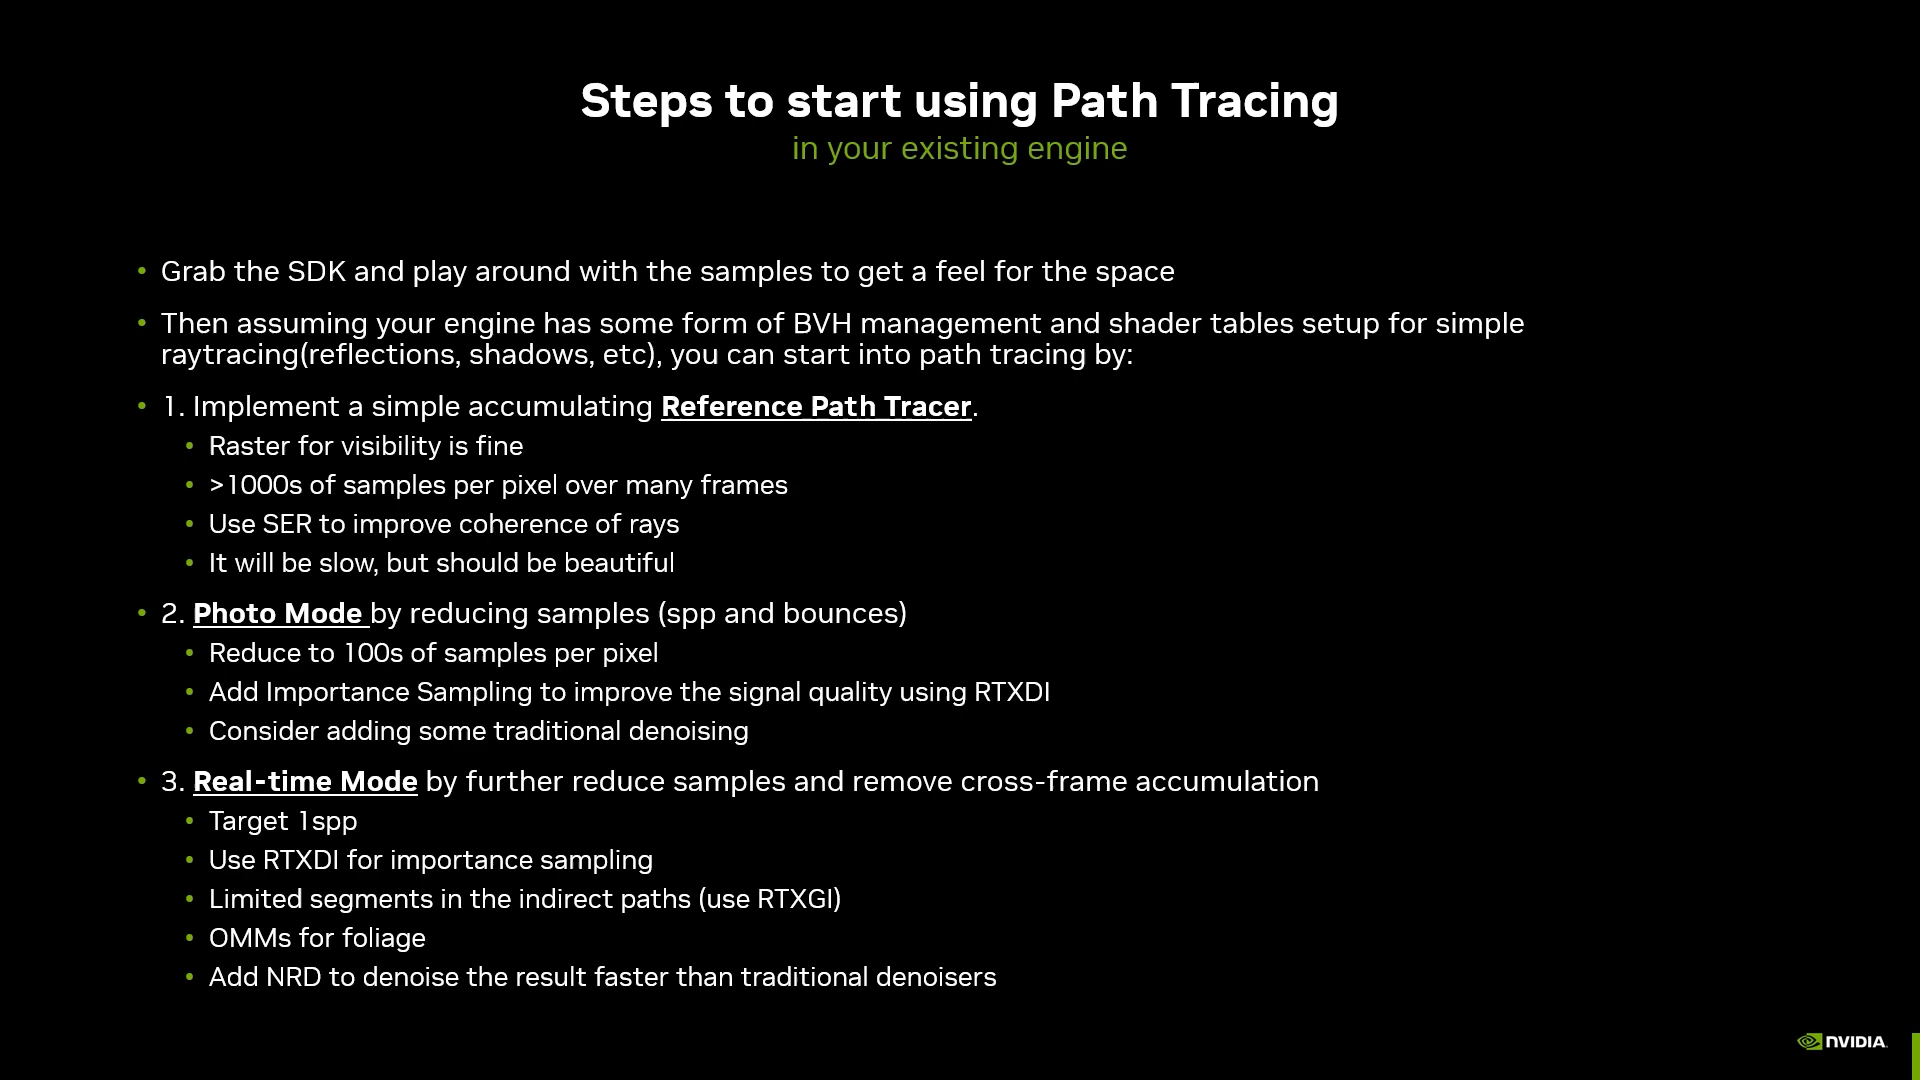 Steps to start using Path Tracing
in your existing engine
• Grab the SDK and play around with the samples to get a feel for the space
• Then assuming your engine has some form of BVH management and shader tables setup for simple
raytracing(reflections, shadows, etc), you can start into path tracing by:
• 1. Implement a simple accumulating Reference Path Tracer.
• Raster for visibility is fine
• >1000s of samples per pixel over many frames
• Use SER to improve coherence of rays
• It will be slow, but should be beautiful
• 2. Photo Mode by reducing samples (spp and bounces)
• Reduce to 100s of samples per pixel
• Add Importance Sampling to improve the signal quality using RTXDI
• Consider adding some traditional denoising
• 3. Real-time Mode by further reduce samples and remove cross-frame accumulation
• Target 1spp
• Use RTXDI for importance sampling
• Limited segments in the indirect paths (use RTXGI)
• OMMs for foliage
• Add NRD to denoise the result faster than traditional denoisers
NVIDIA.